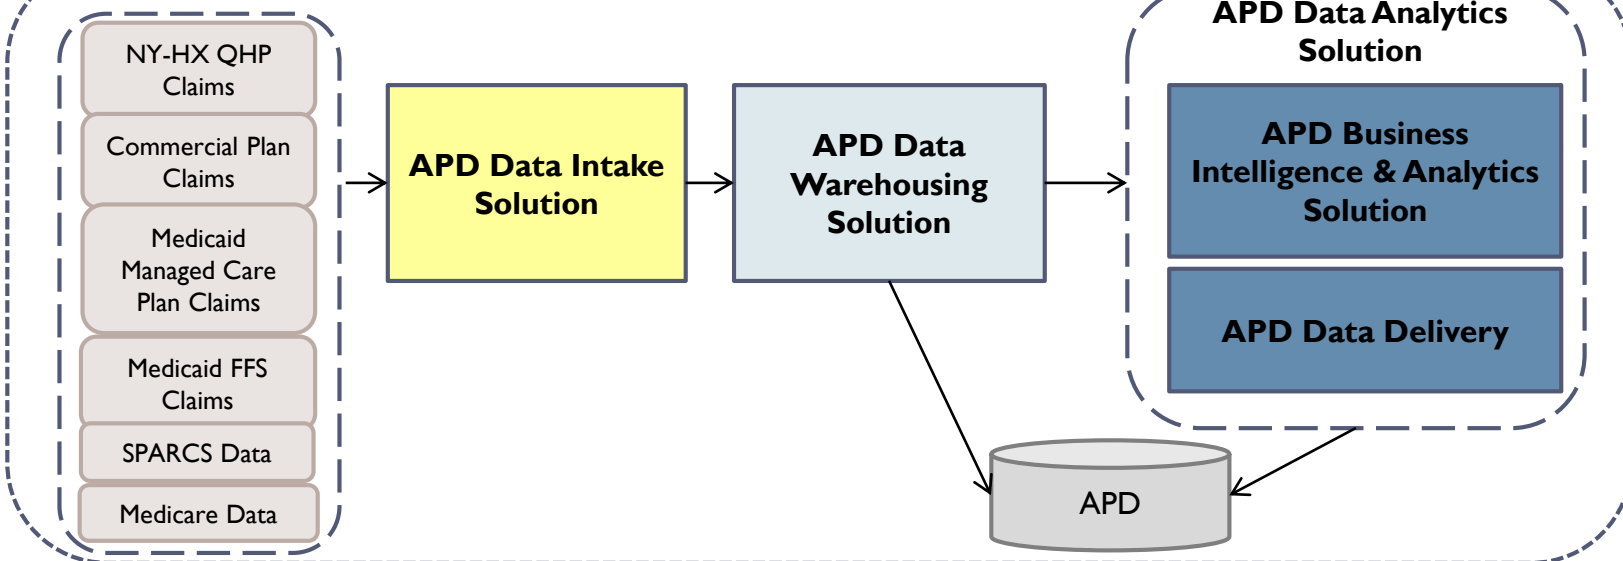 NY-HX QHP
Claims
Commercial Plan
Claims
Medicaid
Managed Care
Plan Claims
Medicaid FFS
Claims
SPARCS Data
Medicare Data
APD Data Intake
Solution
APD Data
Warehousing
Solution
APD Data Analytics
Solution
APD Business
Intelligence & Analytics
Solution
APD Data Delivery
APD